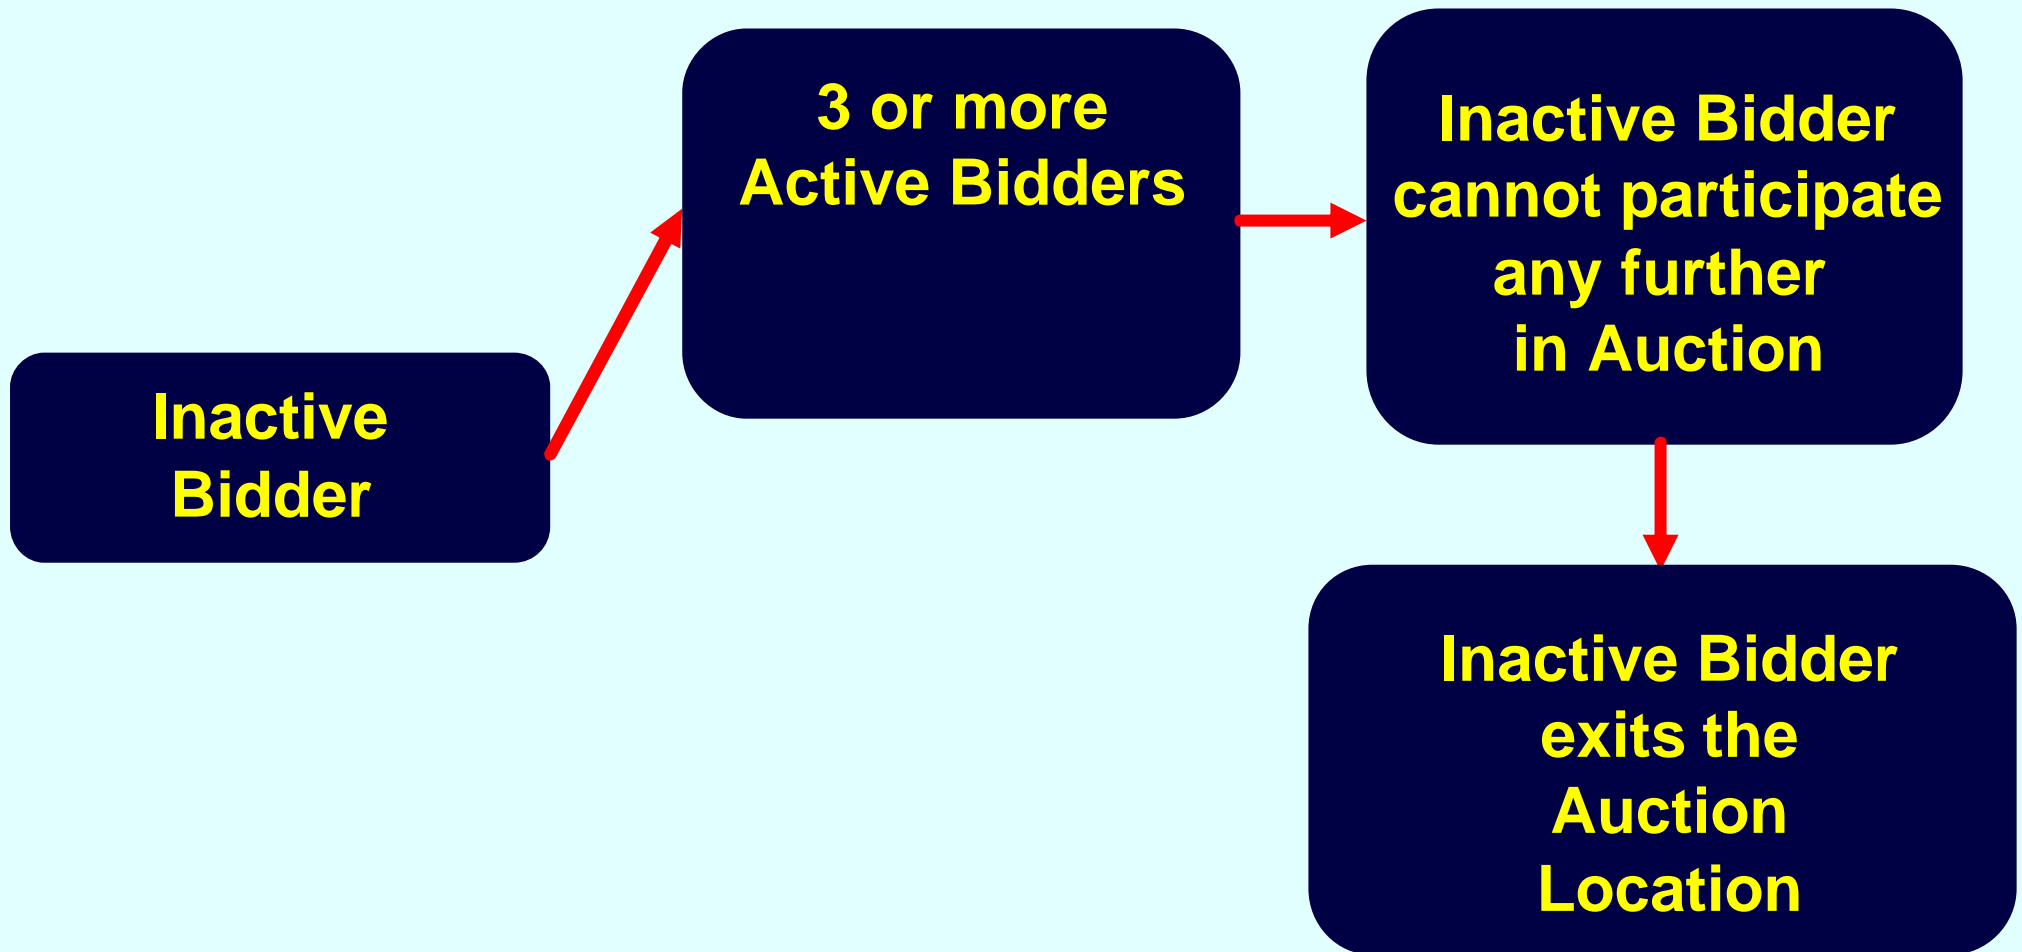 Inactive
Bidder
3 or more
Active Bidders
Inactive Bidder
cannot participate
any further
in Auction
Inactive Bidder
exits the
Auction
Location